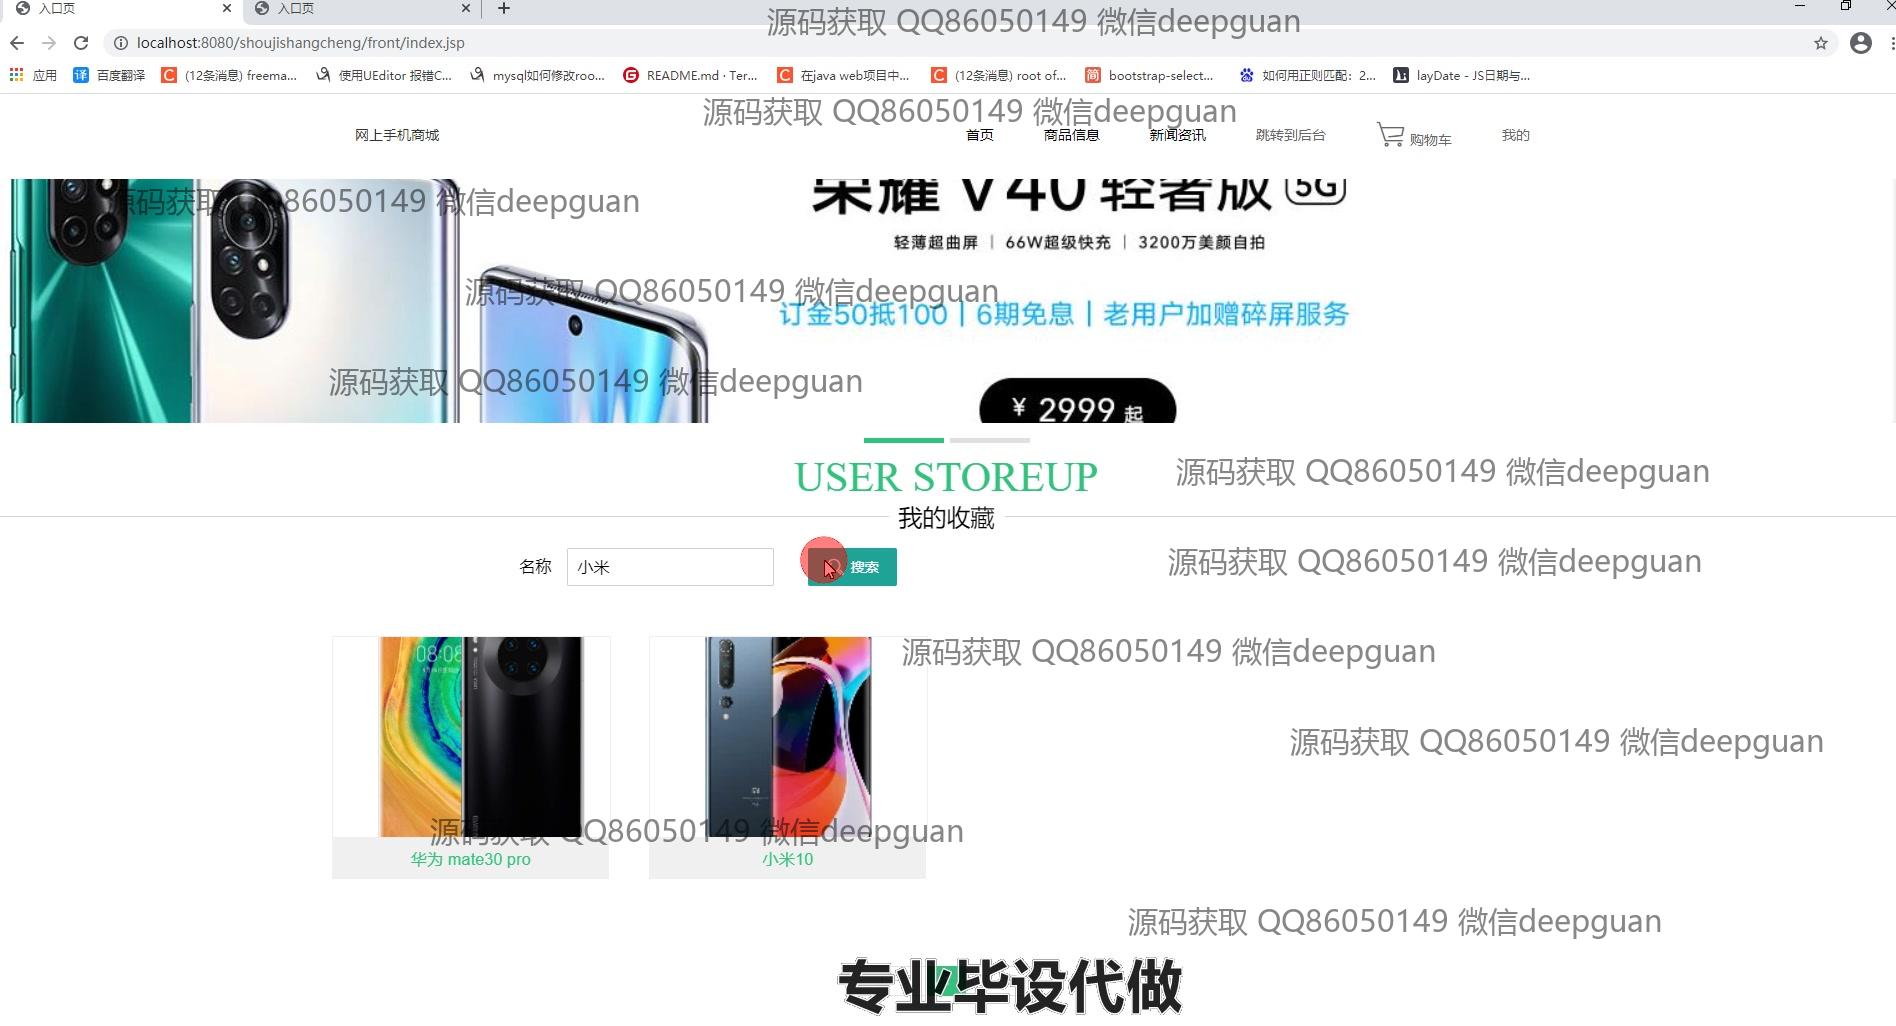 入口页
入口页
源码获取 QQ86050149 微信deepguan
localhost:8080/shoujishangcheng/front/index.jsp
应用 百度翻译 (12条消息) freema... 使用UEditor 报错C... mysql如何修改roo... README.md · Ter... 在java web项目中... (12条消息) root of... bootstrap-select... 如何用正则匹配：2... layDate - JS日期与...
源码获取 QQ86050149 微信deepguan
网上手机商城 首页 商品信息 新闻资讯 跳转到后台 购物车 我的
荣耀 V40 轻奢版 5G
源码获取 QQ86050149 微信deepguan
轻薄超曲屏 | 66W超级快充 | 3200万美颜自拍
源码获取 QQ86050149 微信deepguan
订金50抵100 | 6期免息 | 老用户加赠碎屏服务
源码获取 QQ86050149 微信deepguan
¥ 2999 起
USER STOREUP
源码获取 QQ86050149 微信deepguan
我的收藏
名称 小米 搜索
源码获取 QQ86050149 微信deepguan
08:08
源码获取 QQ86050149 微信deepguan
源码获取 QQ86050149 微信deepguan
源码获取 QQ86050149 微信deepguan
华为 mate30 pro 小米10
源码获取 QQ86050149 微信deepguan
专业毕设代做